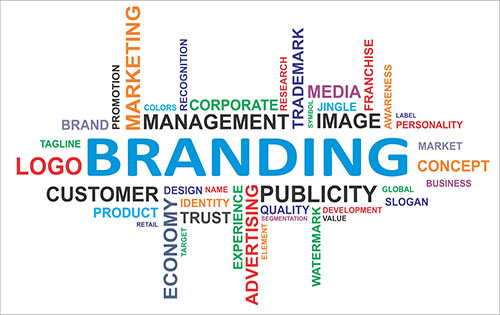 MARKETING
PROMOTION
RECOGNITION
COLORS
CORPORATE
RESEARCH
TRADEMARK
SYMBOL
MEDIA
JINGLE
FRANCHISE
AWARENESS
LABEL
BRAND
MANAGEMENT
IMAGE
PERSONALITY
TAGLINE
MARKET
LOGO
BRANDING
CONCEPT
BUSINESS
CUSTOMER
DESIGN
NAME
PUBLICITY
GLOBAL
PRODUCT
IDENTITY
QUALITY
DEVELOPMENT
SLOGAN
RETAIL
ECONOMY
TRUST
TARGET
EXPERIENCE
ADVERTISING
ELEMENT
SEGMENTATION
WATERMARK
VALUE